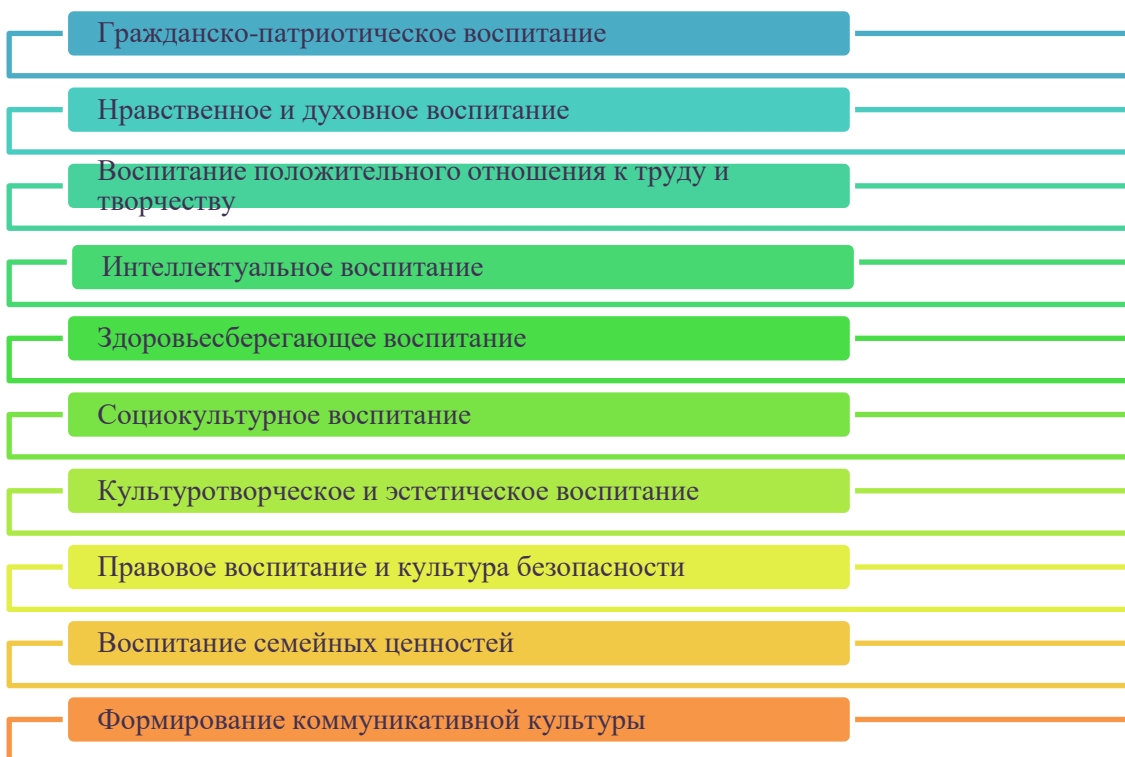 Гражданско-патриотическое воспитание
Нравственное и духовное воспитание
Воспитание положительного отношения к труду и
творчеству
Интеллектуальное воспитание
Здоровьесберегающее воспитание
Социокультурное воспитание
Культуротворческое и эстетическое воспитание
Правовое воспитание и культура безопасности
Воспитание семейных ценностей
Формирование коммуникативной культуры